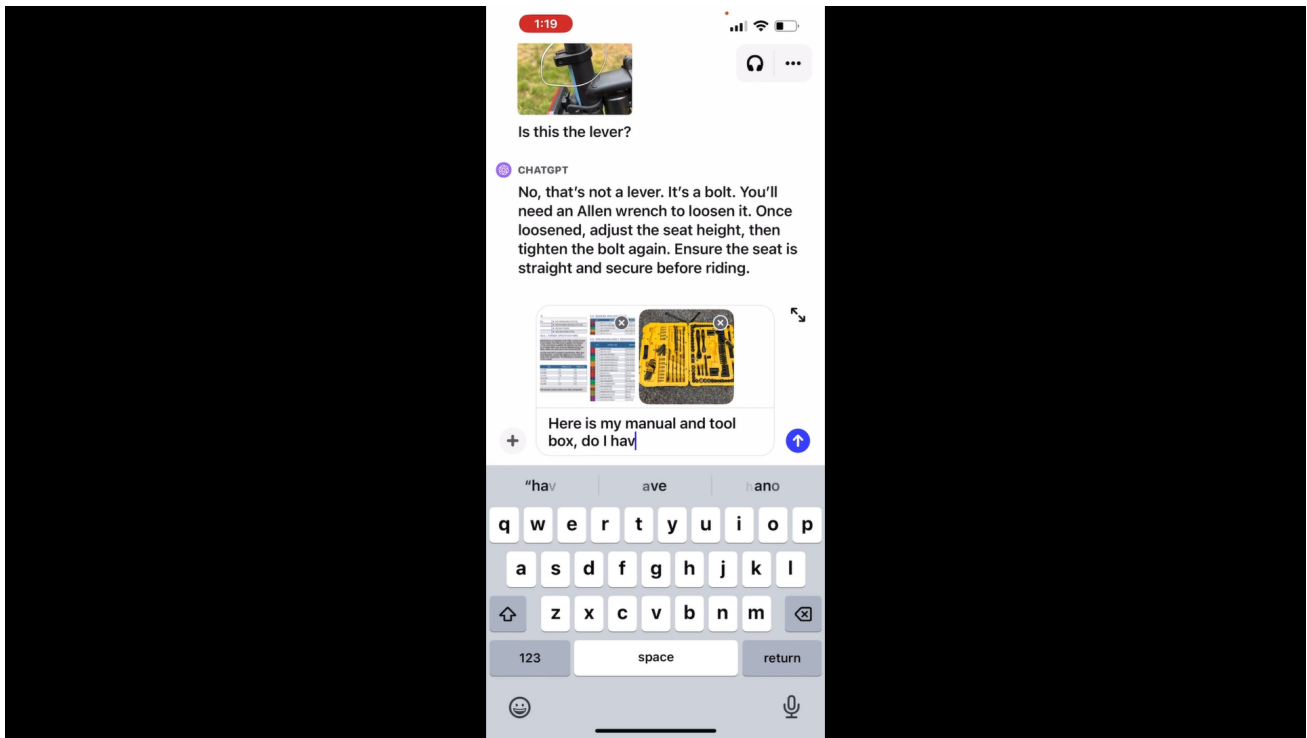 1:19
Is this the lever?
CHATGPT
No, that's not a lever. It's a bolt. You'll
need an Allen wrench to loosen it. Once
loosened, adjust the seat height, then
tighten the bolt again. Ensure the seat is
straight and secure before riding.
Here is my manual and tool
box, do I hav
“hav ave hano
q w e r t y u i o p
a s d f g h j k l
z x c v b n m
123 space return